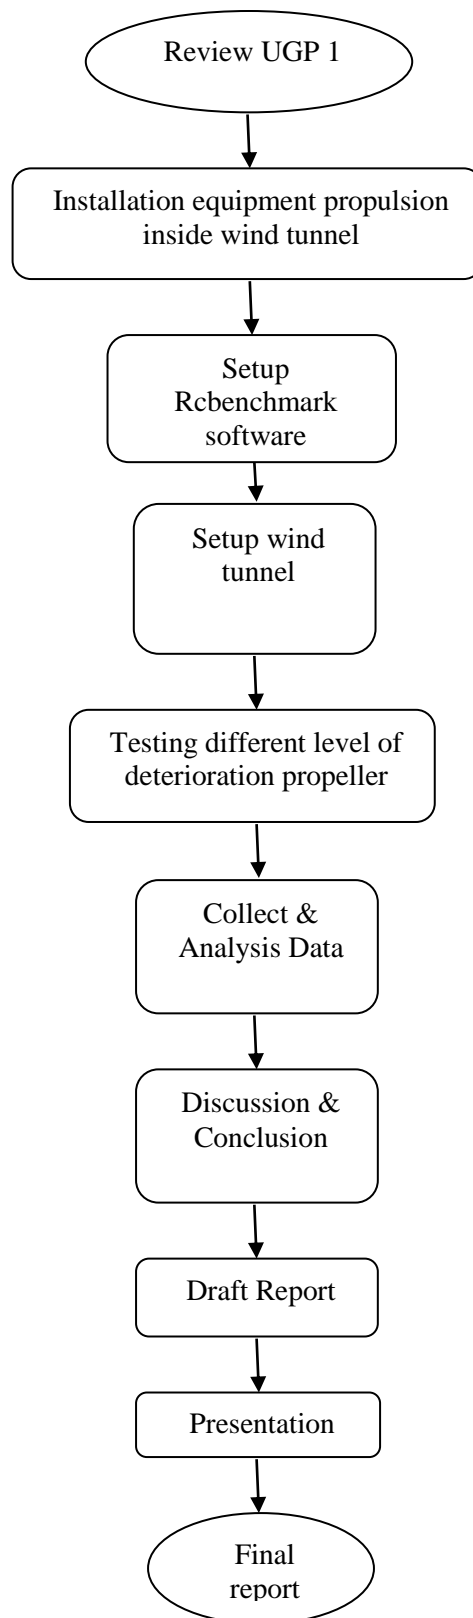 Review UGP 1
Installation equipment propulsion
inside wind tunnel
Setup
Rcbenchmark
software
Setup wind
tunnel
Testing different level of
deterioration propeller
Collect &
Analysis Data
Discussion &
Conclusion
Draft Report
Presentation
Final
report